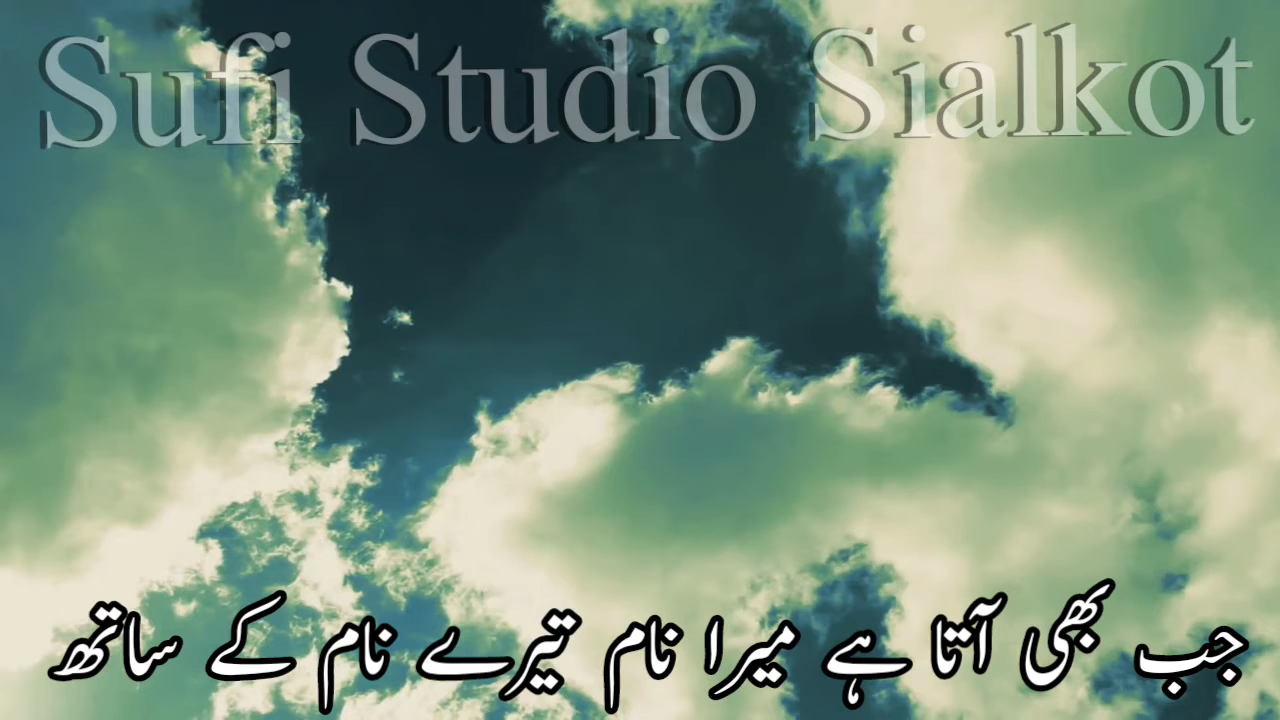 Sufi Studio Sialkot
جب بھی آتا ہے میرا نام تیرے نام کے ساتھ